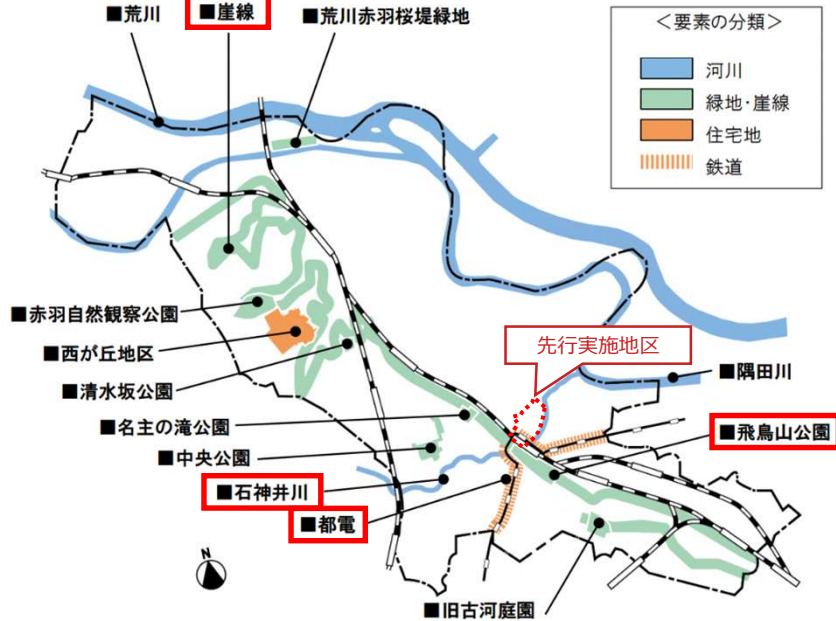 ■荒川
■崖線
■荒川赤羽桜堤緑地
＜要素の分類＞
河川
緑地・崖線
住宅地
鉄道
■赤羽自然観察公園
■西が丘地区
■清水坂公園
■名主の滝公園
■中央公園
■石神井川
■都電
先行実施地区
■隅田川
■飛鳥山公園
■旧古河庭園
N